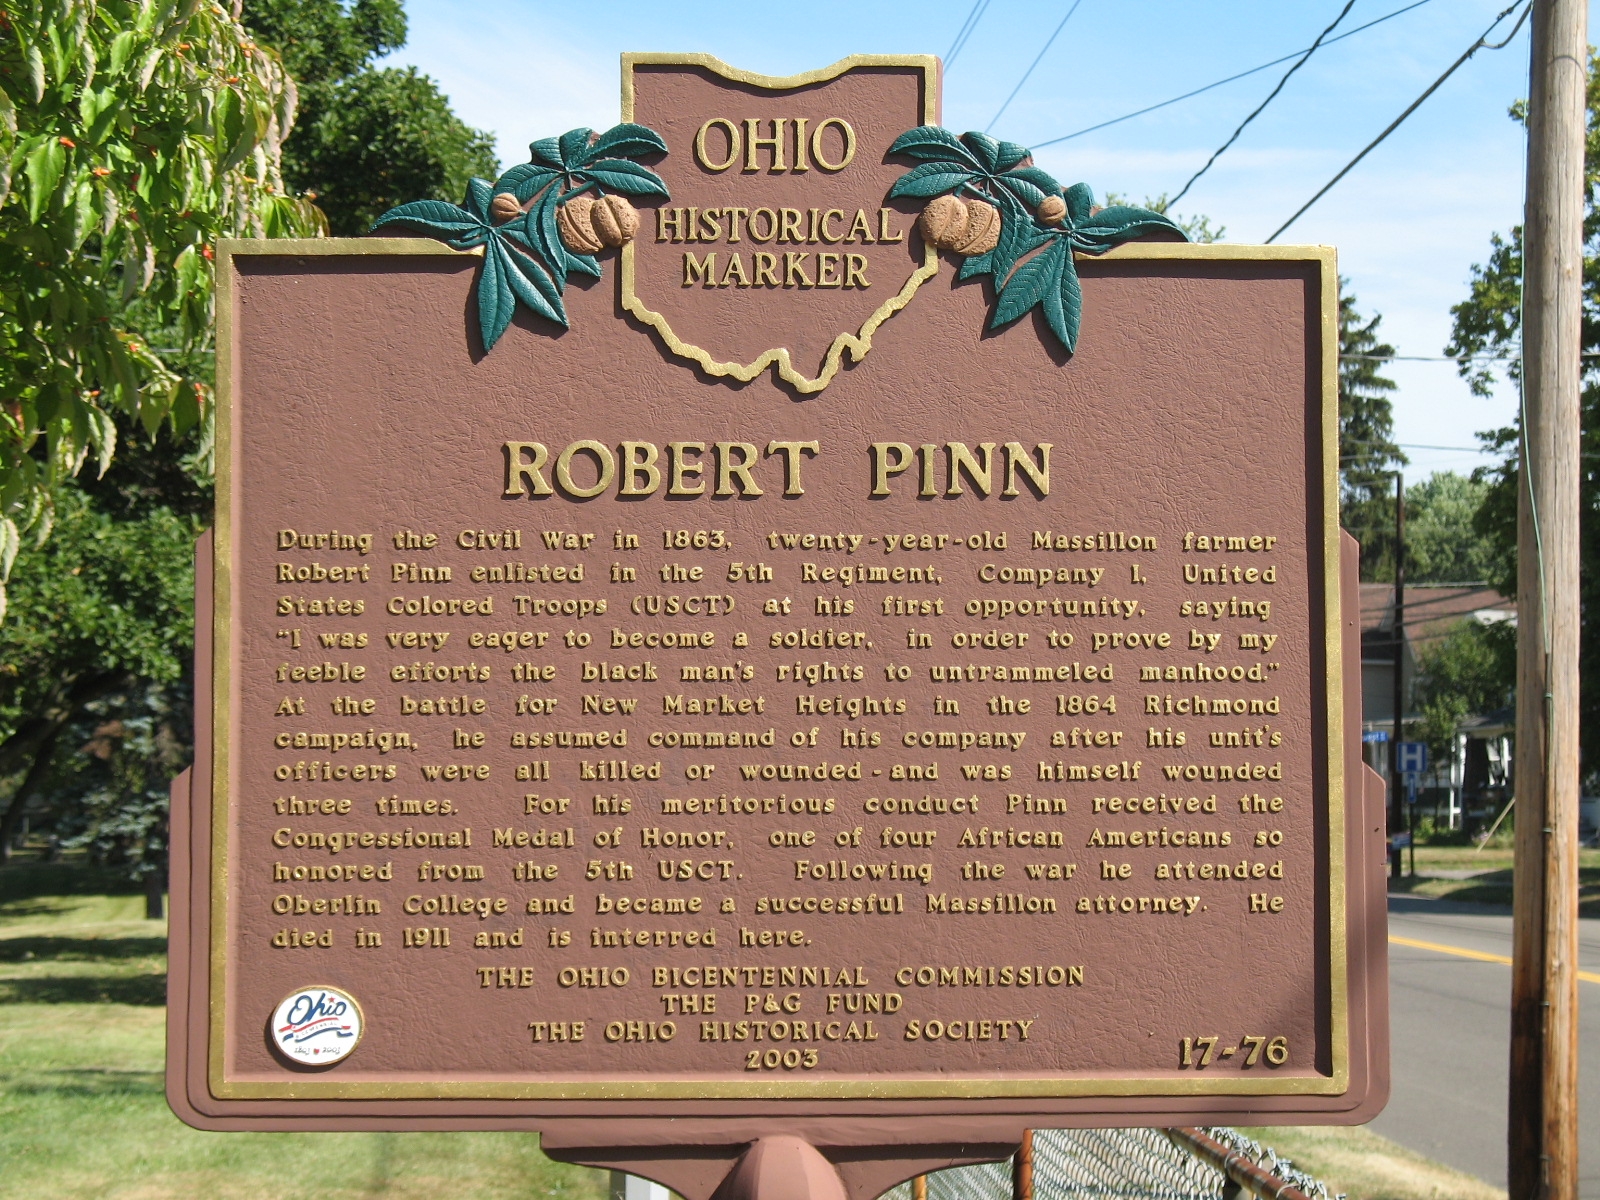 OHIO
HISTORICAL
MARKER
ROBERT PINN
During the Civil War in 1863, twenty-year-old Massillon farmer
Robert Pinn enlisted in the 5th Regiment, Company I, United
States Colored Troops (USCT) at his first opportunity, saying
"I was very eager to become a soldier, in order to prove by my
feeble efforts the black man's rights to untrammeled manhood."
At the battle for New Market Heights in the 1864 Richmond
campaign, he assumed command of his company after his unit's
officers were all killed or wounded-and was himself wounded
three times. For his meritorious conduct Pinn received the
Congressional Medal of Honor, one of four African Americans so
honored from the 5th USCT. Following the war he attended
Oberlin College and became a successful Massillon attorney. He
died in 1911 and is interred here.
THE OHIO BICENTENNIAL COMMISSION
THE P&G FUND
THE OHIO HISTORICAL SOCIETY
2003
17-76
Ohio
1803 2003
H